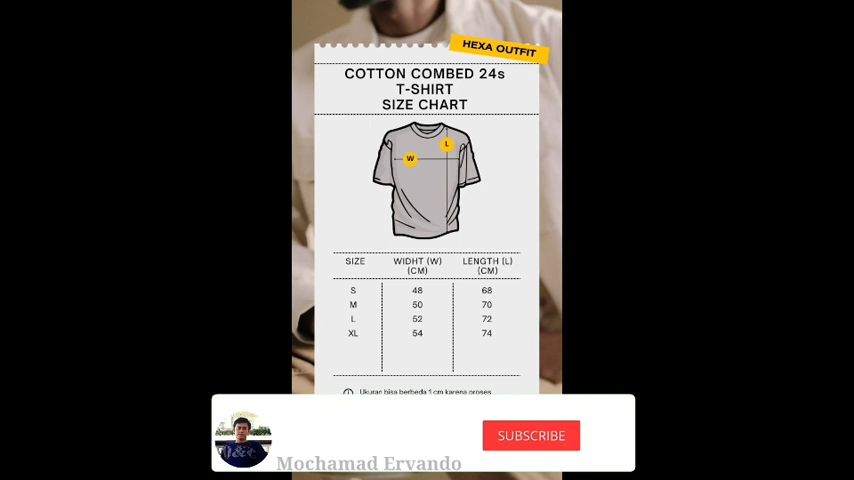 HEXA OUTFIT
COTTON COMBED 24s
T-SHIRT
SIZE CHART
L
W
SIZE WIDHT (W) LENGTH (L)
(CM) (CM)
S 48 68
M 50 70
L 52 72
XL 54 74
Ukuran bisa berbeda 1 cm karena proses
SUBSCRIBE
Mochamad Ervando